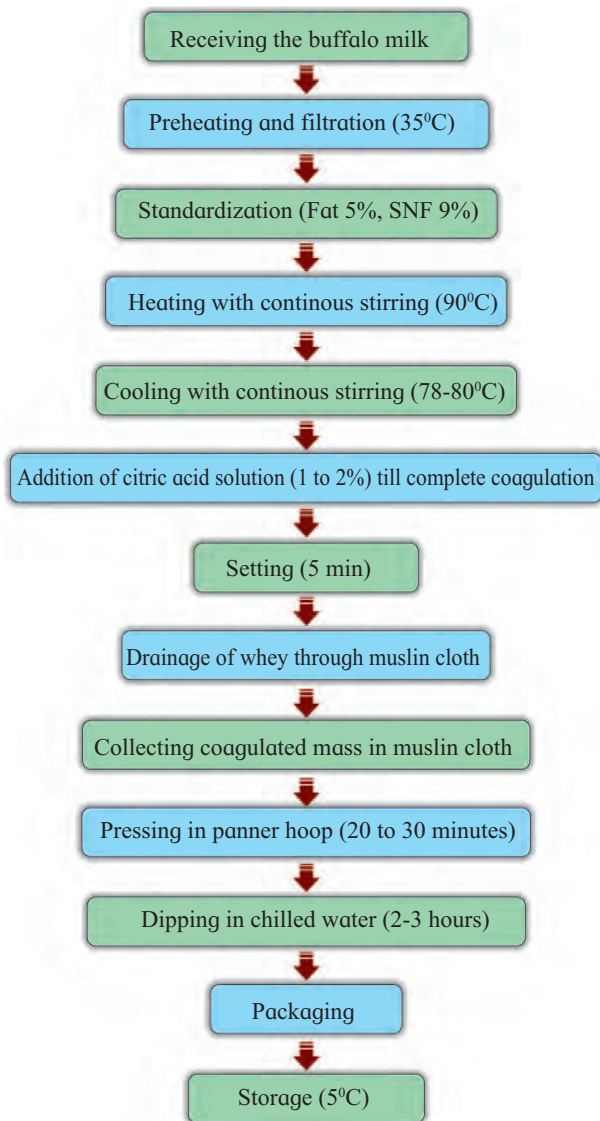 Receiving the buffalo milk
Preheating and filtration (35⁰C)
Standardization (Fat 5%, SNF 9%)
Heating with continous stirring (90⁰C)
Cooling with continous stirring (78-80⁰C)
Addition of citric acid solution (1 to 2%) till complete coagulation
Setting (5 min)
Drainage of whey through muslin cloth
Collecting coagulated mass in muslin cloth
Pressing in panner hoop (20 to 30 minutes)
Dipping in chilled water (2-3 hours)
Packaging
Storage (5⁰C)